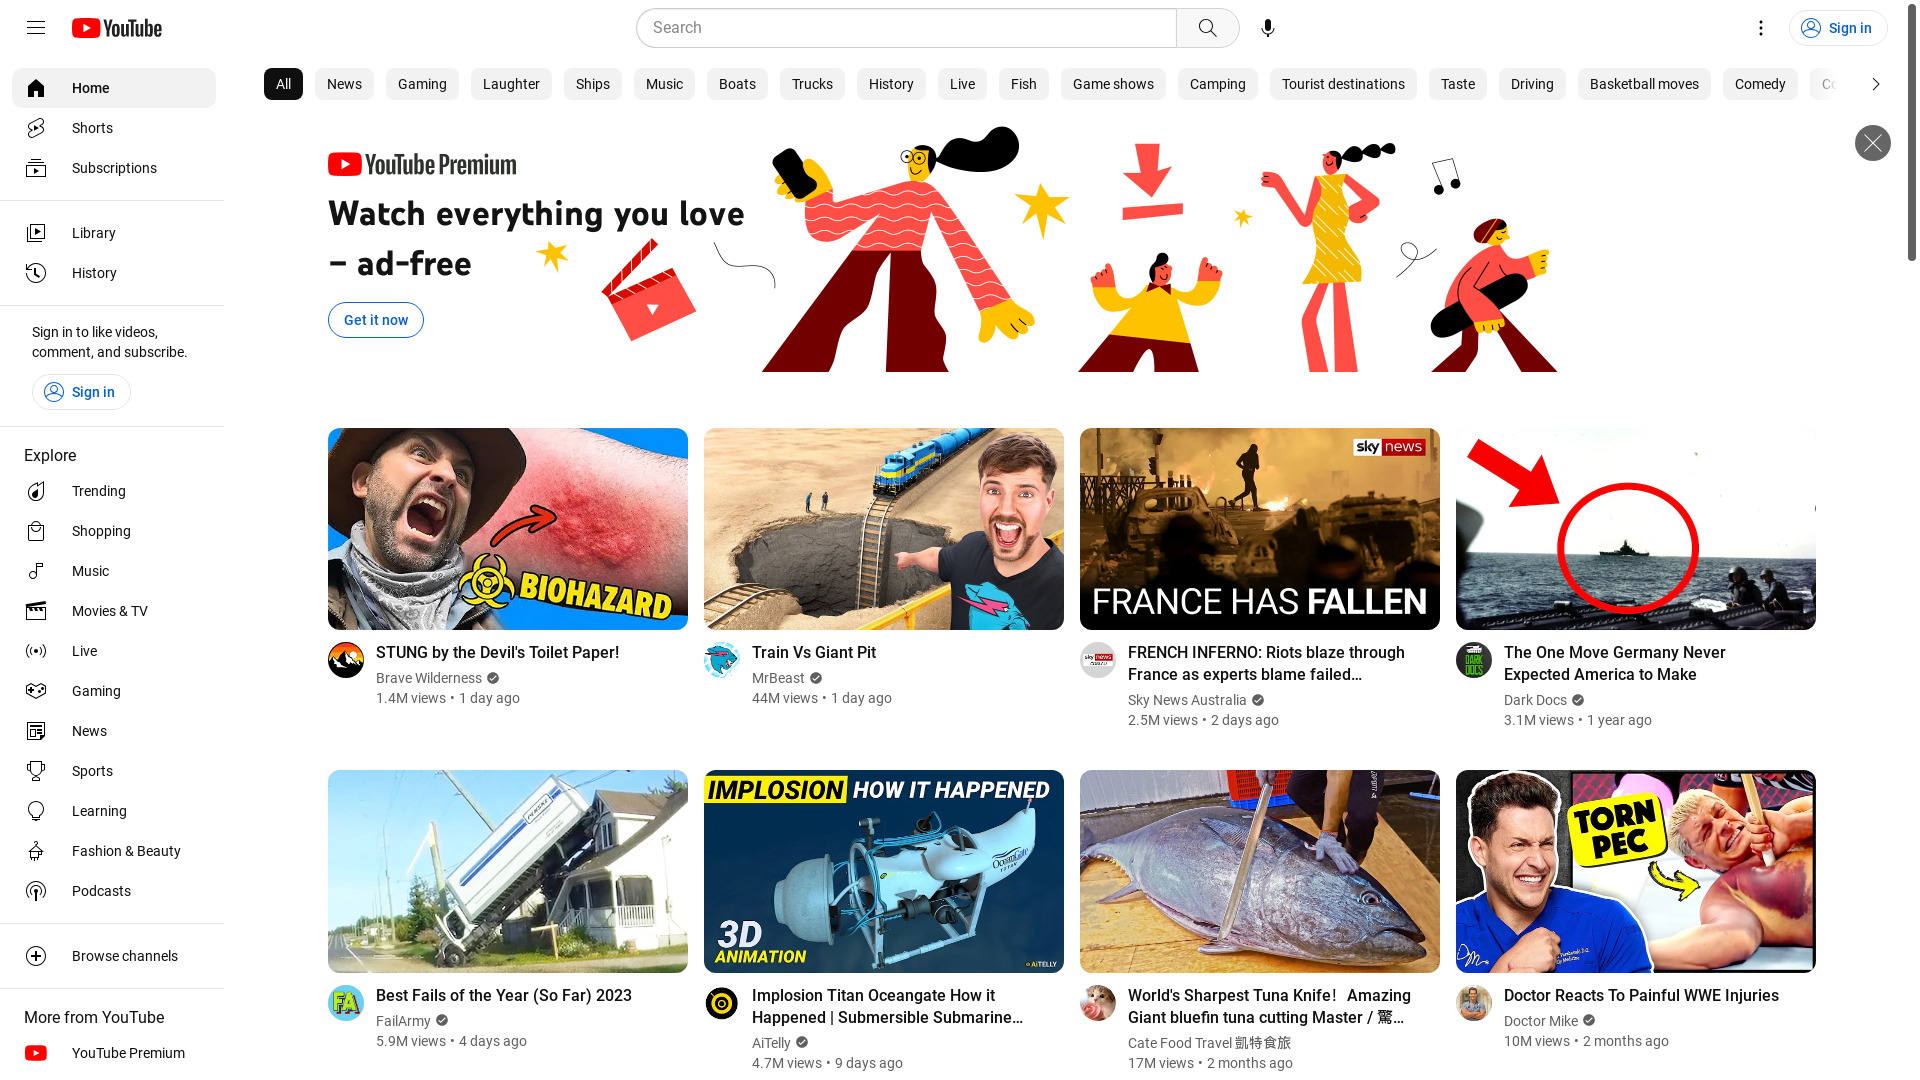 YouTube
Search
Sign in
Home
Shorts
Subscriptions
Library
History
Sign in to like videos,
comment, and subscribe.
Sign in
Explore
Trending
Shopping
Music
Movies & TV
Live
Gaming
News
Sports
Learning
Fashion & Beauty
Podcasts
Browse channels
More from YouTube
YouTube Premium
All News Gaming Laughter Ships Music Boats Trucks History Live Fish Game shows Camping Tourist destinations Taste Driving Basketball moves Comedy
YouTube Premium
Watch everything you love
– ad-free
Get it now
BIOHAZARD
STUNG by the Devil's Toilet Paper!
Brave Wilderness
1.4M views • 1 day ago
Train Vs Giant Pit
MrBeast
44M views • 1 day ago
sky news
FRANCE HAS FALLEN
sky news
FRENCH INFERNO: Riots blaze through
France as experts blame failed…
Sky News Australia
2.5M views • 2 days ago
DARK
DOCS
The One Move Germany Never
Expected America to Make
Dark Docs
3.1M views • 1 year ago
PENSKE
FA
Best Fails of the Year (So Far) 2023
FailArmy
5.9M views • 4 days ago
IMPLOSION HOW IT HAPPENED
OceanGate
TITAN
3D
ANIMATION
AiTELLY
Implosion Titan Oceangate How it
Happened | Submersible Submarine…
AiTelly
4.7M views • 9 days ago
World's Sharpest Tuna Knife！Amazing
Giant bluefin tuna cutting Master / 驚…
Cate Food Travel 凱特食旅
17M views • 2 months ago
TORN
PEC
Doctor Reacts To Painful WWE Injuries
Doctor Mike
10M views • 2 months ago